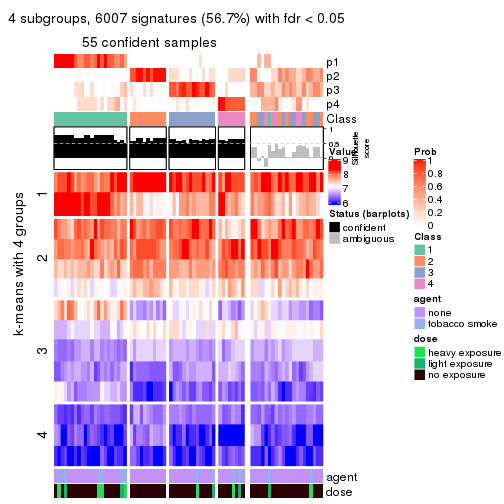 4 subgroups, 6007 signatures (56.7%) with fdr < 0.05
55 confident samples
p1
p2
p3
p4
Class
1
0.5
0
Silhouette
score
k-means with 4 groups
1
2
3
4
agent
dose
Value
9
8
7
6
Status (barplots)
confident
ambiguous
Prob
1
0.8
0.6
0.4
0.2
0
Class
1
2
3
4
agent
none
tobacco smoke
dose
heavy exposure
light exposure
no exposure